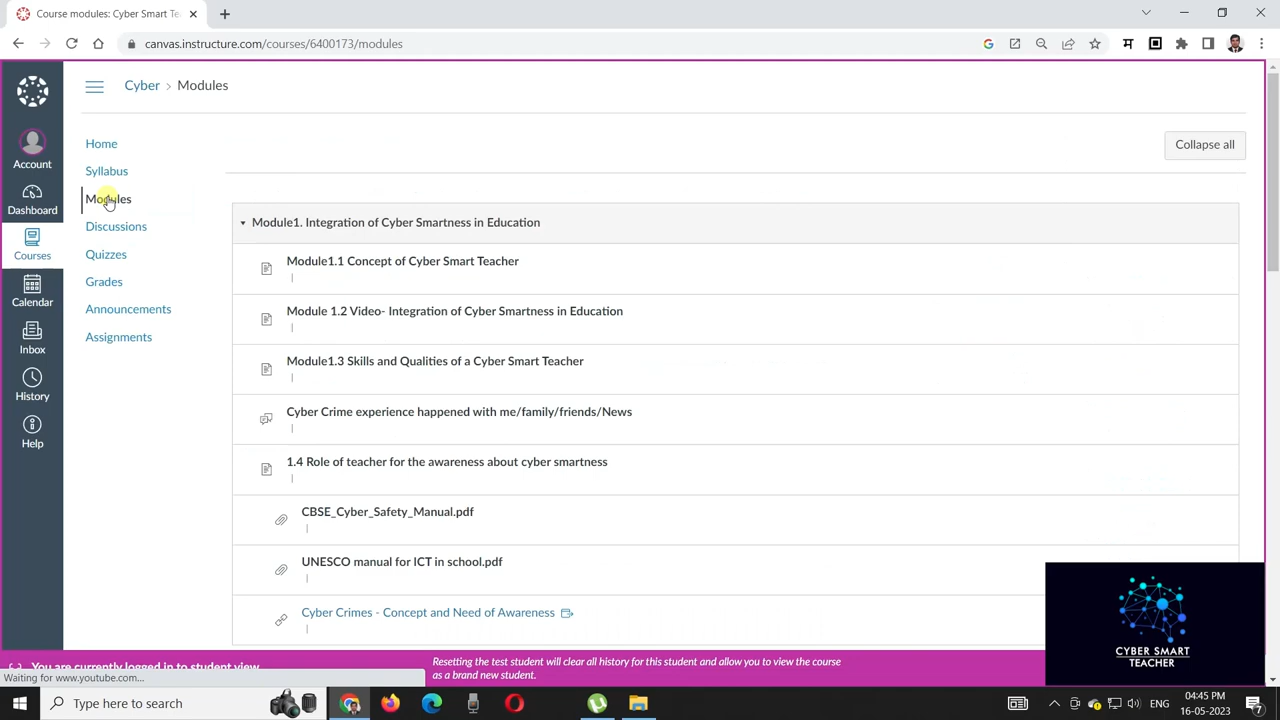 Course modules: Cyber Smart Te
canvas.instructure.com/courses/6400173/modules
Cyber > Modules
Account
Dashboard
Courses
Calendar
Inbox
History
Help
Home
Syllabus
Modules
Discussions
Quizzes
Grades
Announcements
Assignments
Collapse all
Module1. Integration of Cyber Smartness in Education
Module1.1 Concept of Cyber Smart Teacher
Module 1.2 Video- Integration of Cyber Smartness in Education
Module1.3 Skills and Qualities of a Cyber Smart Teacher
Cyber Crime experience happened with me/family/friends/News
1.4 Role of teacher for the awareness about cyber smartness
CBSE_Cyber_Safety_Manual.pdf
UNESCO manual for ICT in school.pdf
Cyber Crimes - Concept and Need of Awareness
CYBER SMART
TEACHER
You are currently logged in to student view
Resetting the test student will clear all history for this student and allow you to view the course
as a brand new student.
Waiting for www.youtube.com...
Type here to search
ENG
04:45 PM
16-05-2023
7